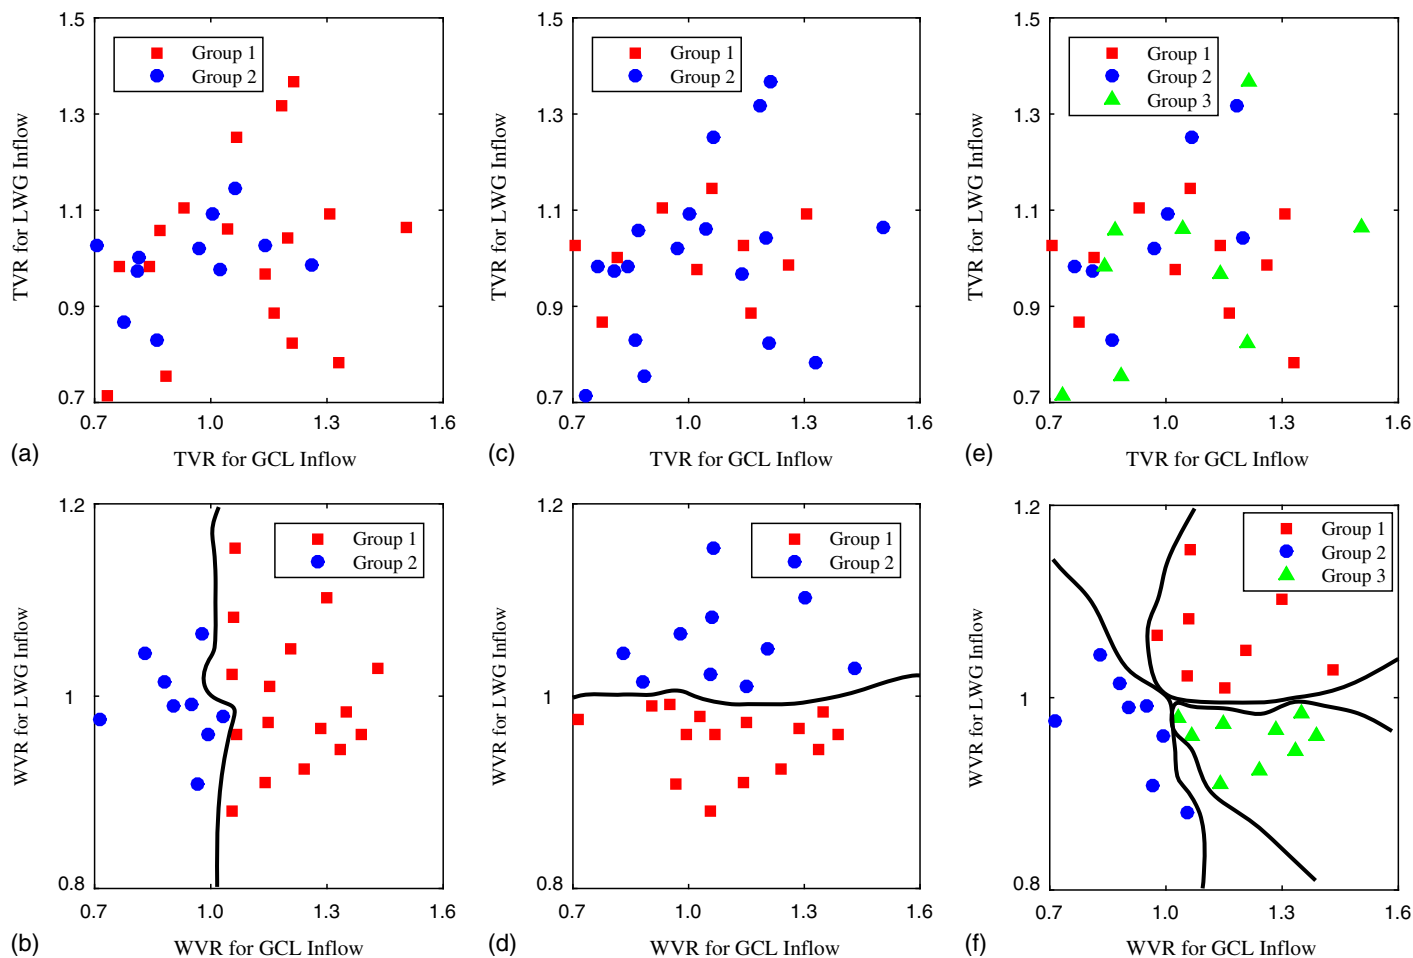 1.5
1.3
1.1
0.9
0.7
TVR for LWG Inflow
Group 1
Group 2
0.7 1.0 1.3 1.6
(a) TVR for GCL Inflow
1.5
1.3
1.1
0.9
0.7
TVR for LWG Inflow
Group 1
Group 2
0.7 1.0 1.3 1.6
(c) TVR for GCL Inflow
1.5
1.3
1.1
0.9
0.7
TVR for LWG Inflow
Group 1
Group 2
Group 3
0.7 1.0 1.3 1.6
(e) TVR for GCL Inflow
1.2
1
0.8
WVR for LWG Inflow
Group 1
Group 2
0.7 1.0 1.3 1.6
(b) WVR for GCL Inflow
1.2
1
0.8
WVR for LWG Inflow
Group 1
Group 2
0.7 1.0 1.3 1.6
(d) WVR for GCL Inflow
1.2
1
0.8
WVR for LWG Inflow
Group 1
Group 2
Group 3
0.7 1.0 1.3 1.6
(f) WVR for GCL Inflow